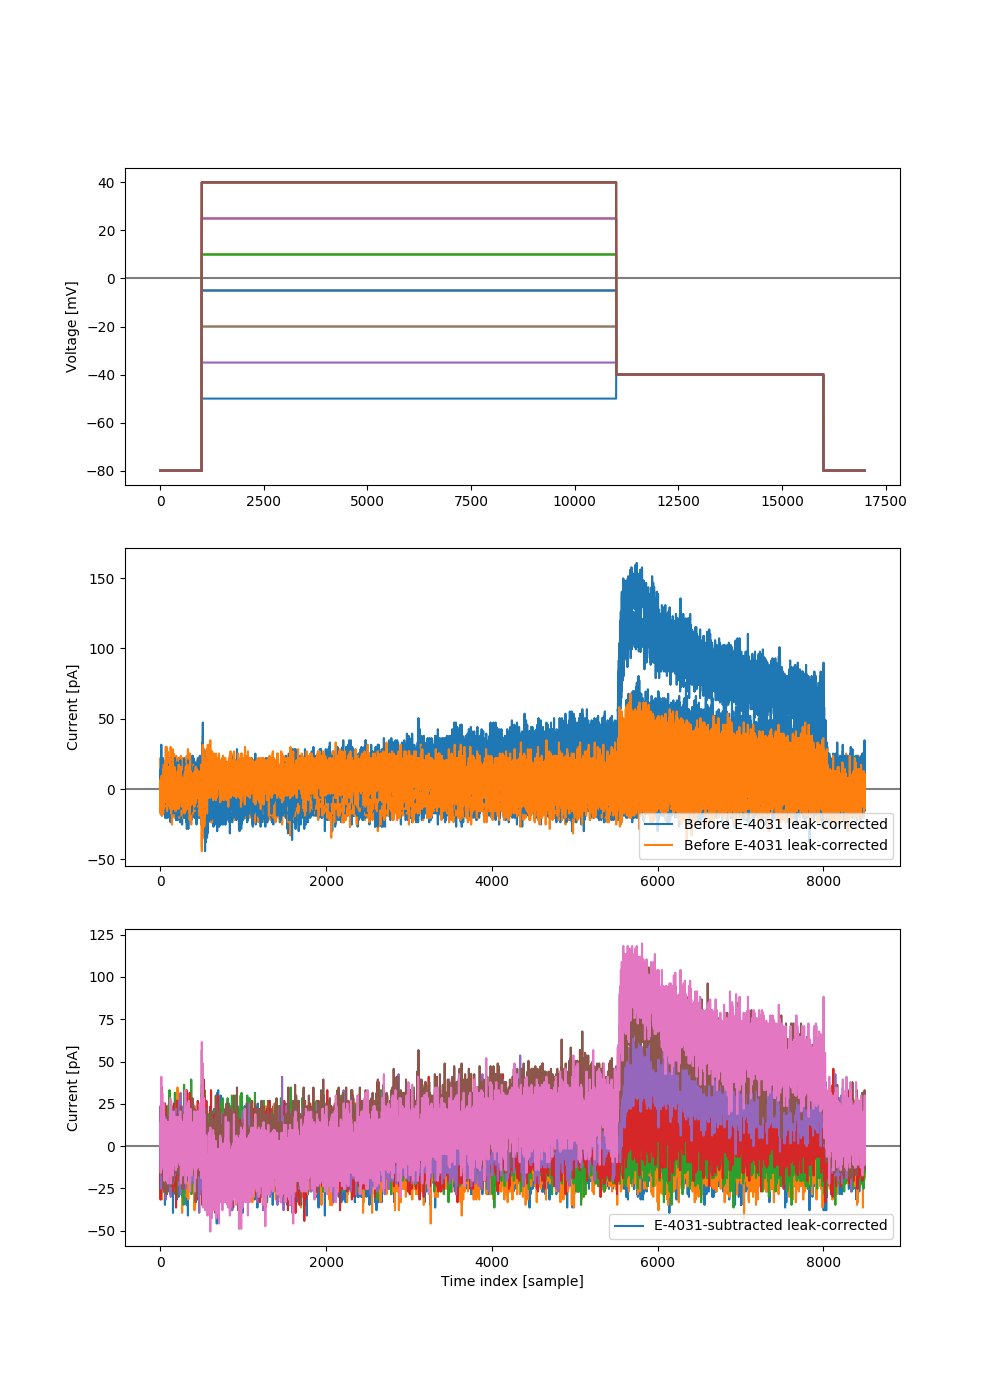 40
20
0
−20
−40
−60
−80
Voltage [mV]
0 2500 5000 7500 10000 12500 15000 17500
150
100
50
0
−50
Current [pA]
Before E-4031 leak-corrected
Before E-4031 leak-corrected
0 2000 4000 6000 8000
125
100
75
50
25
0
−25
−50
Current [pA]
E-4031-subtracted leak-corrected
0 2000 4000 6000 8000
Time index [sample]